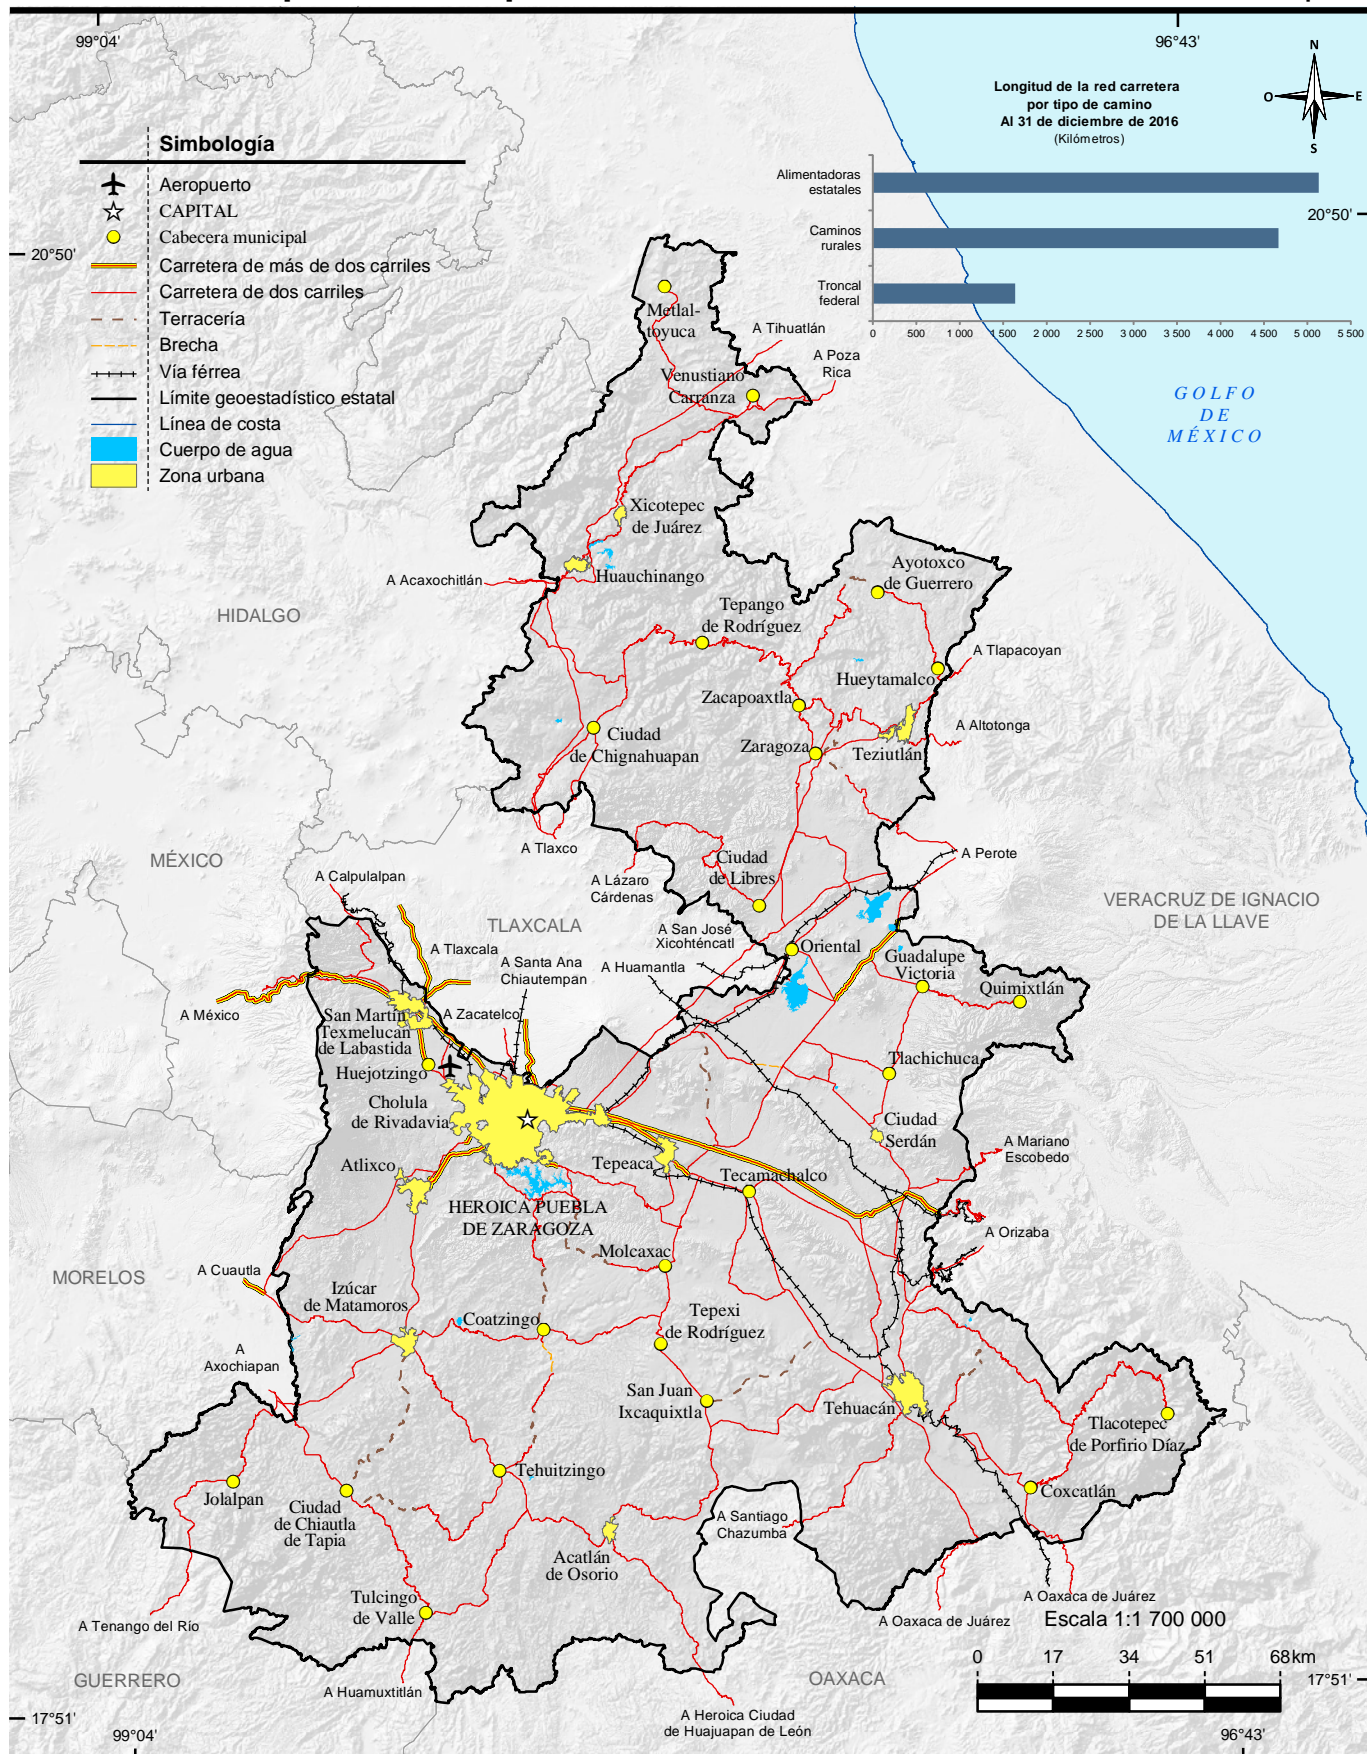 99°04'
96°43'
N
O
E
S
Longitud de la red carretera
por tipo de camino
Al 31 de diciembre de 2016
(Kilómetros)
Alimentadoras
estatales
Caminos
rurales
Troncal
federal
0
500
1 000
1 500
2 000
2 500
3 000
3 500
4 000
4 500
5 000
5 500
20°50'
20°50'
Simbología
Aeropuerto
CAPITAL
Cabecera municipal
Carretera de más de dos carriles
Carretera de dos carriles
Terracería
Brecha
Vía férrea
Límite geoestadístico estatal
Línea de costa
Cuerpo de agua
Zona urbana
GOLFO
DE
MÉXICO
Metlal-
toyuca
A Tihuatlán
A Poza
Rica
Venustiano
Carranza
Xicotepec
de Juárez
Huauchinango
A Acaxochitlán
HIDALGO
Ayotoxco
de Guerrero
Tepango
de Rodríguez
A Tlapacoyan
Hueytamalco
Zacapoaxtla
A Altotonga
Zaragoza
Teziutlán
Ciudad
de Chignahuapan
A Tlaxco
MÉXICO
A Lázaro
Cárdenas
Ciudad
de Libres
A Perote
A Calpulalpan
TLAXCALA
VERACRUZ DE IGNACIO
DE LA LLAVE
A San José
Xicohténcatl
A Tlaxcala
A Santa Ana
Chiautempan
A Huamantla
Oriental
Guadalupe
Victoria
Quimixtlán
A México
San Martín
Texmelucan
de Labastida
A Zacatelco
Huejotzingo
Tlachichuca
Cholula
de Rivadavia
Ciudad
Serdán
A Mariano
Escobedo
Atlixco
Tepeaca
Tecamachalco
HEROICA PUEBLA
DE ZARAGOZA
A Orizaba
Molcaxac
MORELOS
A Cuautla
Izúcar
de Matamoros
Coatzingo
Tepexi
de Rodríguez
A
Axochiapan
San Juan
Ixcaquixtla
Tehuacán
Tlacotepec
de Porfirio Díaz
Tehuitzingo
Jolalpan
Ciudad
de Chiautla
de Tapia
Coxcatlán
A Santiago
Chazumba
Acatlán
de Osorio
Tulcingo
de Valle
A Tenango del Río
A Oaxaca de Juárez
A Oaxaca de Juárez
Escala 1:1 700 000
0
17
34
51
68 km
GUERRERO
A Huamuxtitlán
OAXACA
A Heroica Ciudad
de Huajuapan de León
17°51'
17°51'
99°04'
96°43'